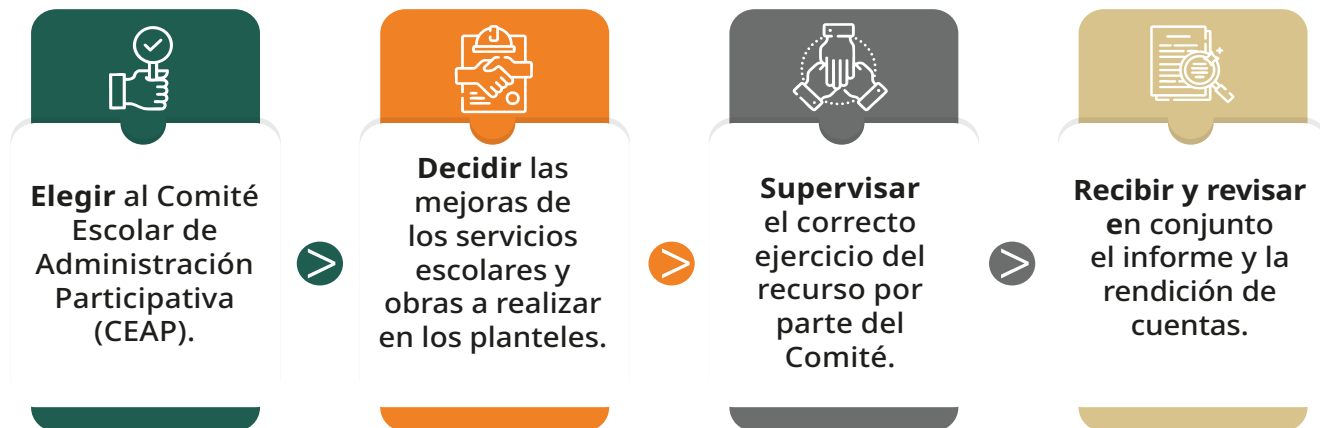 Elegir al Comité
Escolar de
Administración
Participativa
(CEAP).
>
Decidir las
mejoras de
los servicios
escolares y
obras a realizar
en los planteles.
>
Supervisar
el correcto
ejercicio del
recurso por
parte del
Comité.
>
Recibir y revisar
en conjunto
el informe y la
rendición de
cuentas.